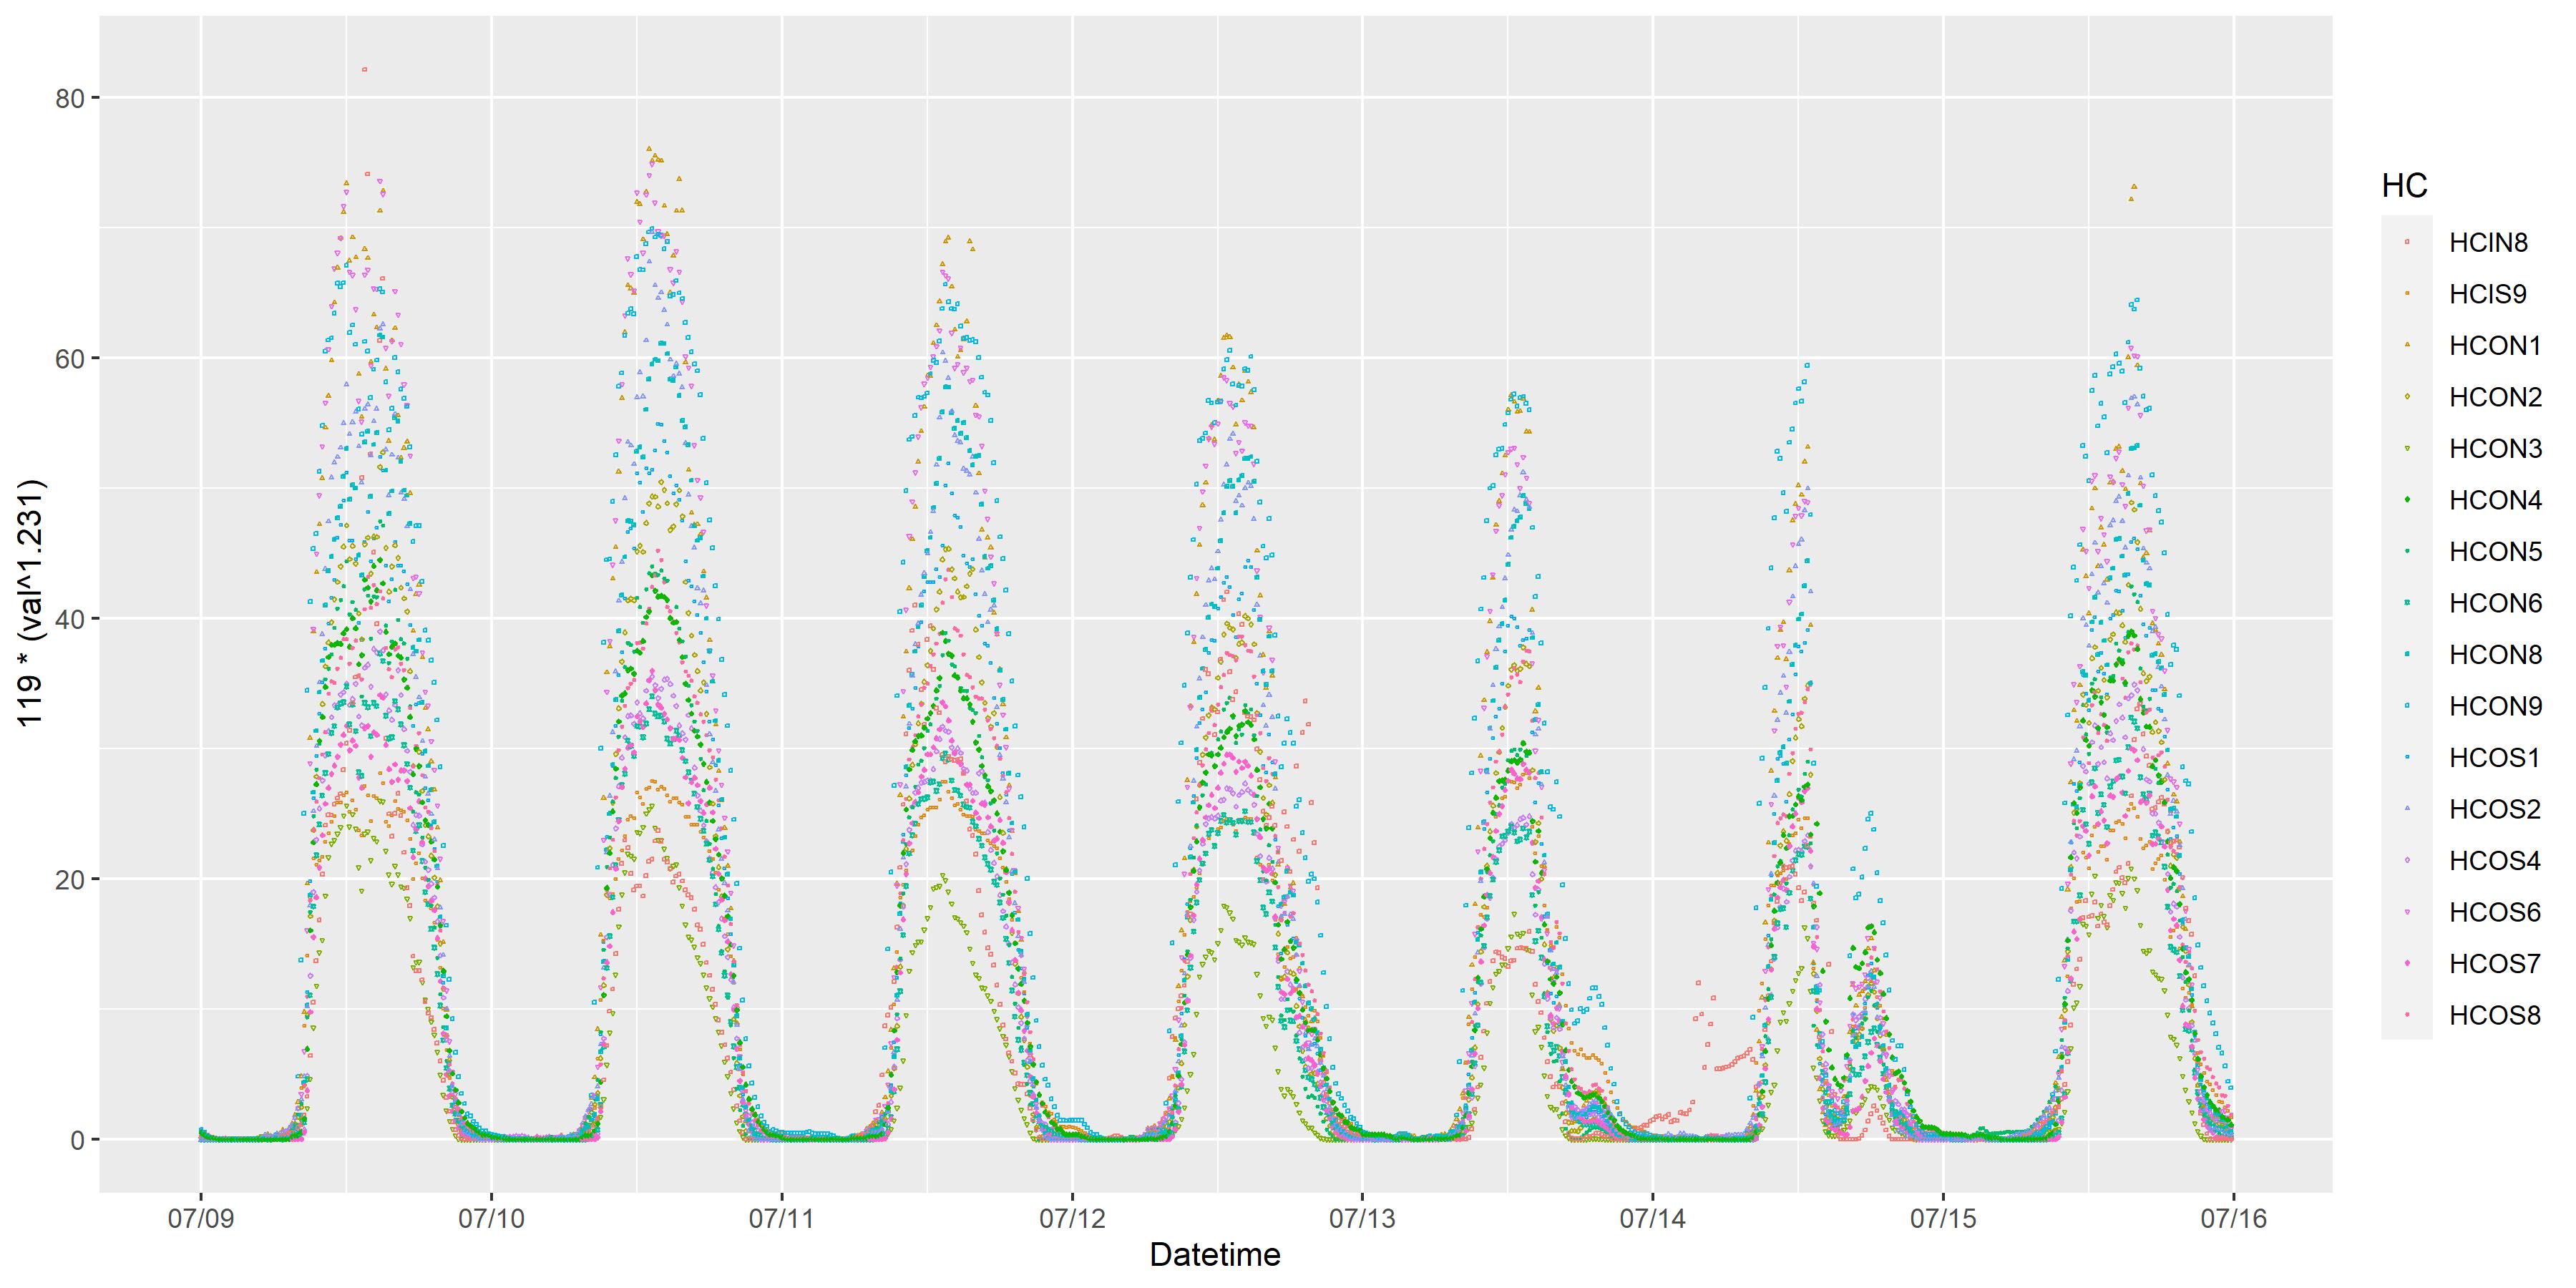 80
60
40
20
0
119 * (val^1.231)
07/09
07/10
07/11
07/12
07/13
07/14
07/15
07/16
Datetime
HC
HCIN8
HCIS9
HCON1
HCON2
HCON3
HCON4
HCON5
HCON6
HCON8
HCON9
HCOS1
HCOS2
HCOS4
HCOS6
HCOS7
HCOS8